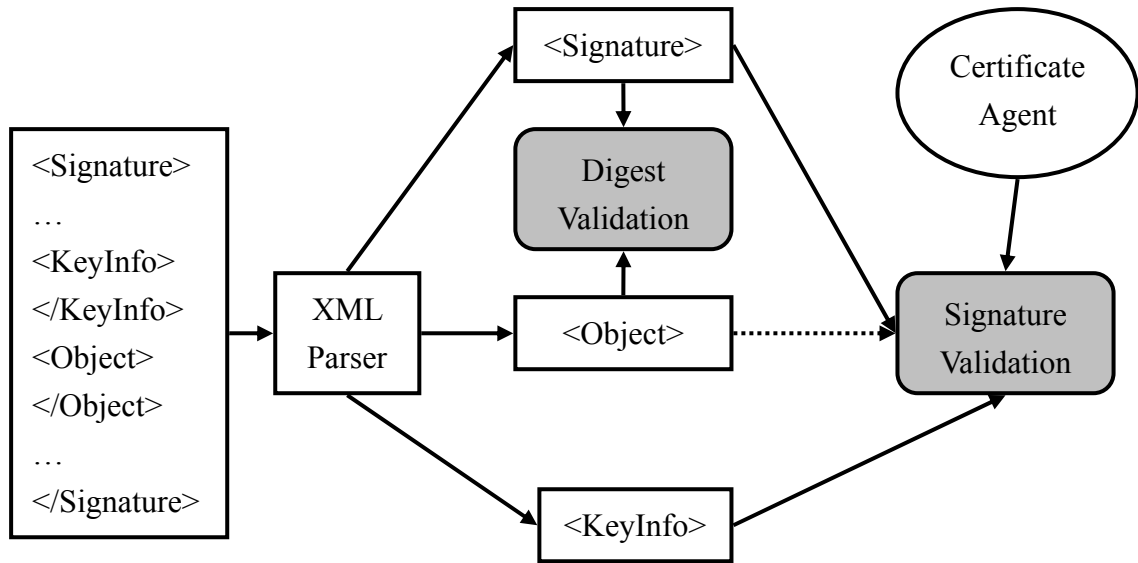 <Signature>
…
<KeyInfo>
</KeyInfo>
<Object>
</Object>
…
</Signature>
XML
Parser
<Signature>
Digest
Validation
<Object>
<KeyInfo>
Certificate
Agent
Signature
Validation